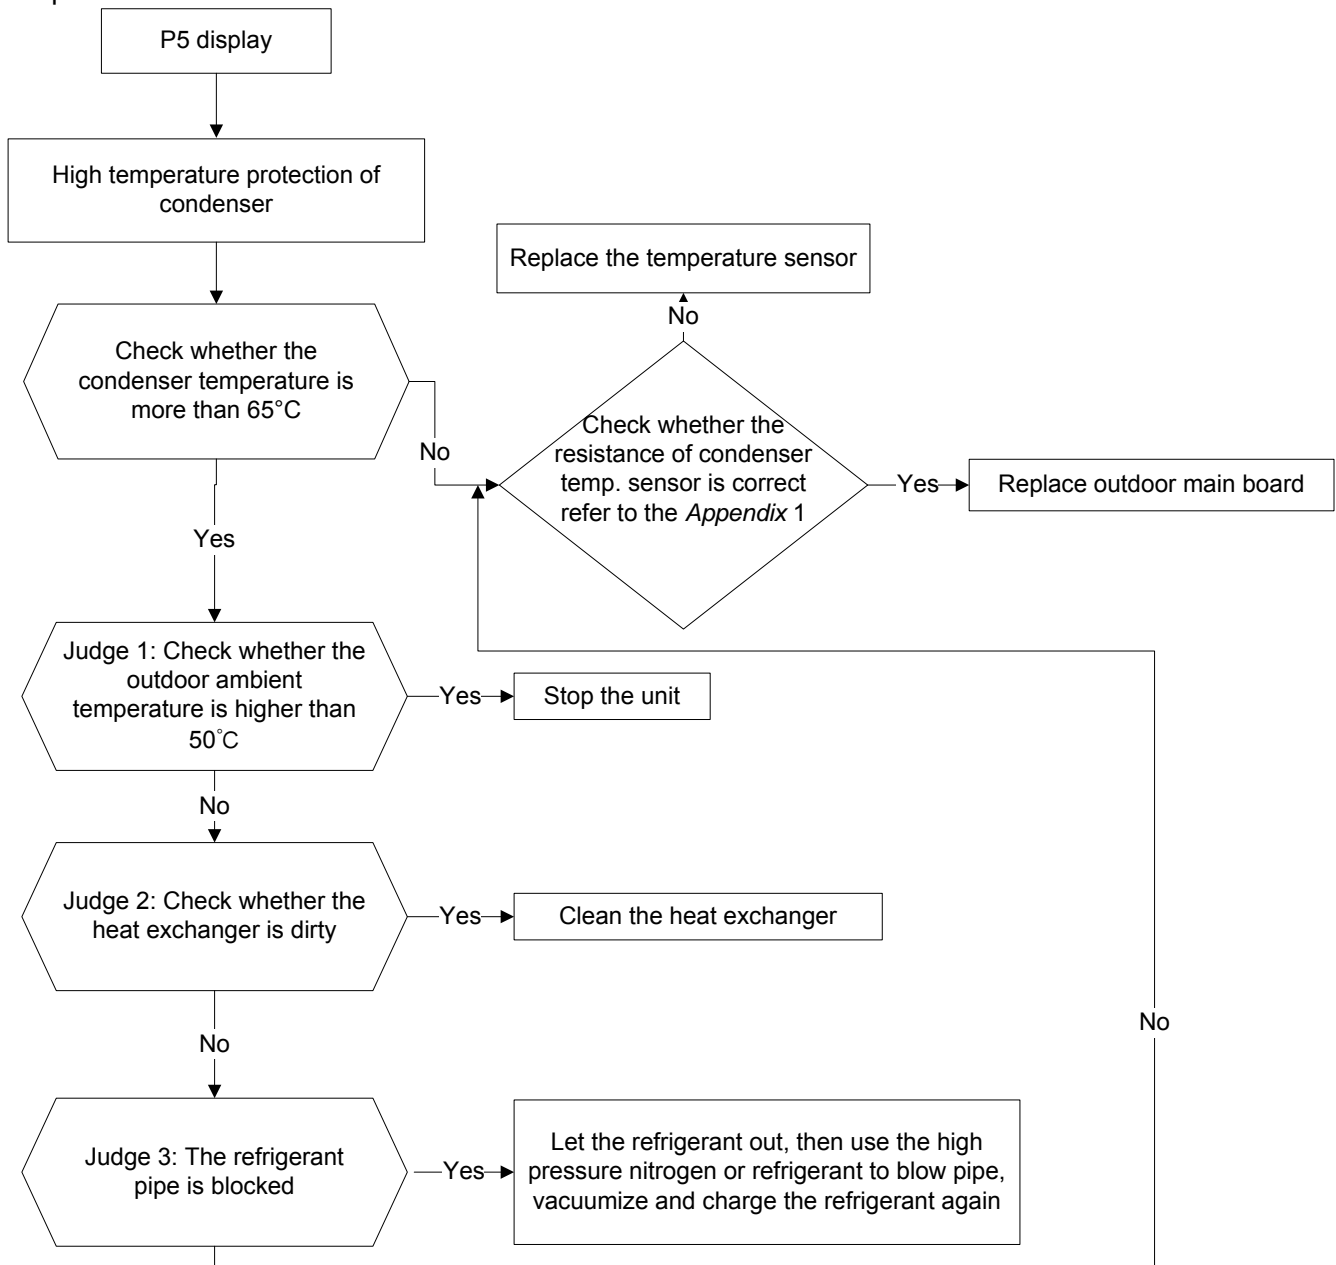 P5 display
High temperature protection of
condenser
Replace the temperature sensor
No
Check whether the
condenser temperature is
more than 65°C
No
Check whether the
resistance of condenser
temp. sensor is correct
refer to the Appendix 1
Yes
Replace outdoor main board
Yes
Judge 1: Check whether the
outdoor ambient
temperature is higher than
50°C
Yes
Stop the unit
No
Judge 2: Check whether the
heat exchanger is dirty
Yes
Clean the heat exchanger
No
No
Judge 3: The refrigerant
pipe is blocked
Yes
Let the refrigerant out, then use the high
pressure nitrogen or refrigerant to blow pipe,
vacuumize and charge the refrigerant again